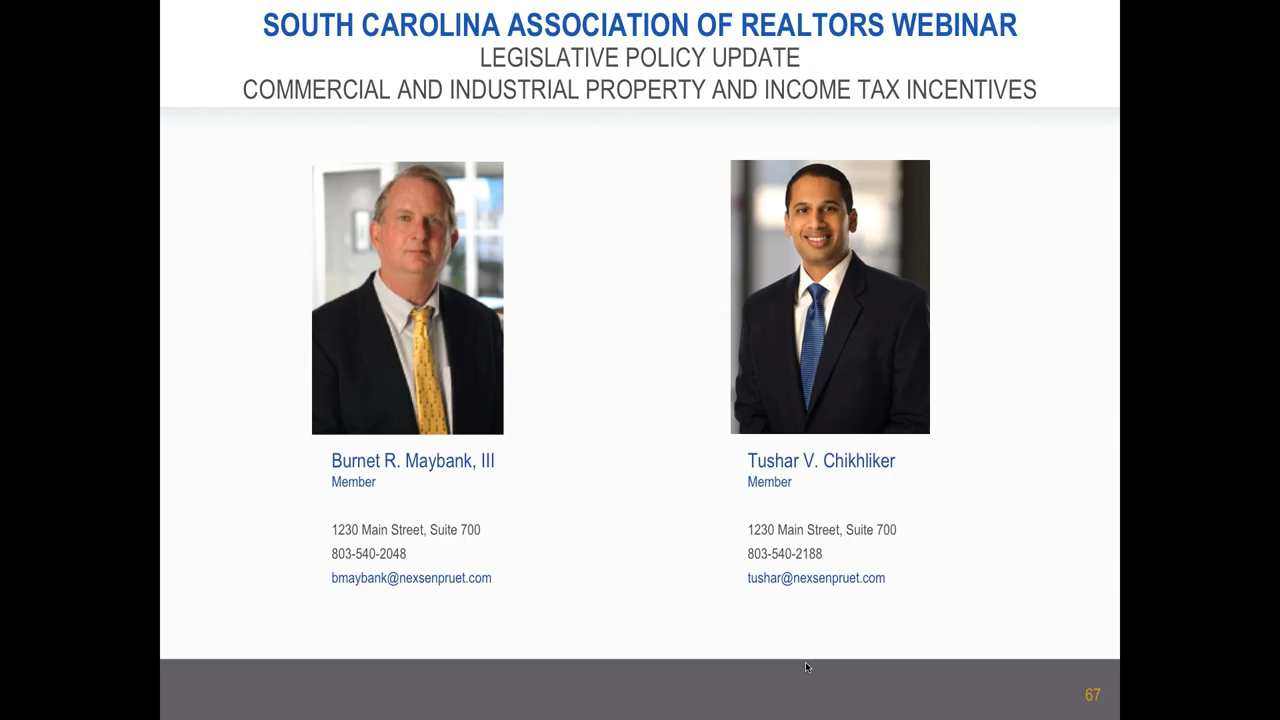 SOUTH CAROLINA ASSOCIATION OF REALTORS WEBINAR
LEGISLATIVE POLICY UPDATE
COMMERCIAL AND INDUSTRIAL PROPERTY AND INCOME TAX INCENTIVES
Burnet R. Maybank, III
Member
1230 Main Street, Suite 700
803-540-2048
bmaybank@nexsenpruet.com
Tushar V. Chikhliker
Member
1230 Main Street, Suite 700
803-540-2188
tushar@nexsenpruet.com
67